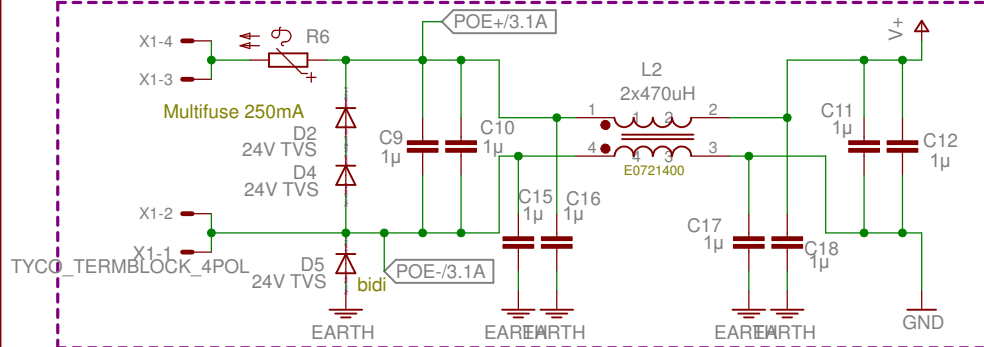 POE+/3.1A
X1-4
R6
V+
X1-3
L2
2x470uH
Multifuse 250mA
1
1
2
2
C11
1µ
C12
1µ
D2
24V TVS
C9
1µ
C10
1µ
4
4
3
3
E0721400
D4
24V TVS
C15
1µ
C16
1µ
X1-2
C17
1µ
C18
1µ
X1-1
TYCO_TERMBLOCK_4POL
D5
24V TVS
bidi
POE-/3.1A
EARTH
EARTH
EARTH
EARTH
EARTH
GND